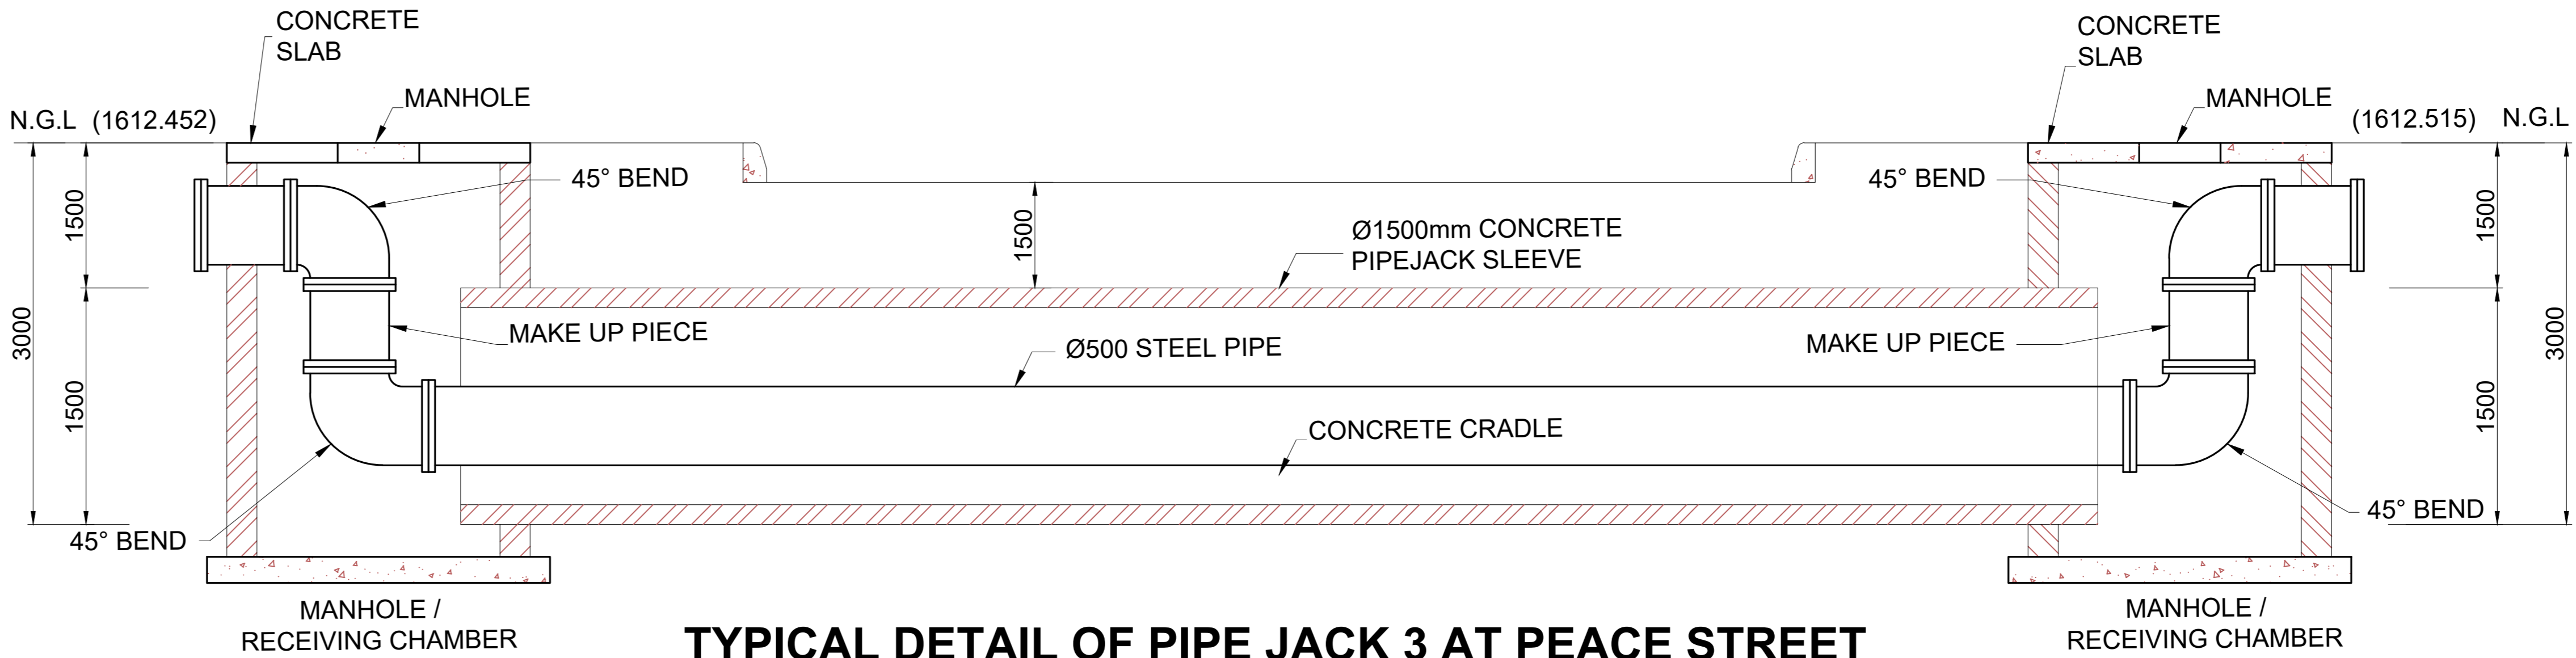 CONCRETE
SLAB
MANHOLE
N.G.L (1612.452)
45° BEND
1500
3000
1500
MAKE UP PIECE
45° BEND
MANHOLE /
RECEIVING CHAMBER
1500
Ø1500mm CONCRETE
PIPEJACK SLEEVE
Ø500 STEEL PIPE
CONCRETE CRADLE
CONCRETE
SLAB
MANHOLE
(1612.515) N.G.L
45° BEND
1500
3000
1500
MAKE UP PIECE
45° BEND
MANHOLE /
RECEIVING CHAMBER
TYPICAL DETAIL OF PIPE JACK 3 AT PEACE STREET